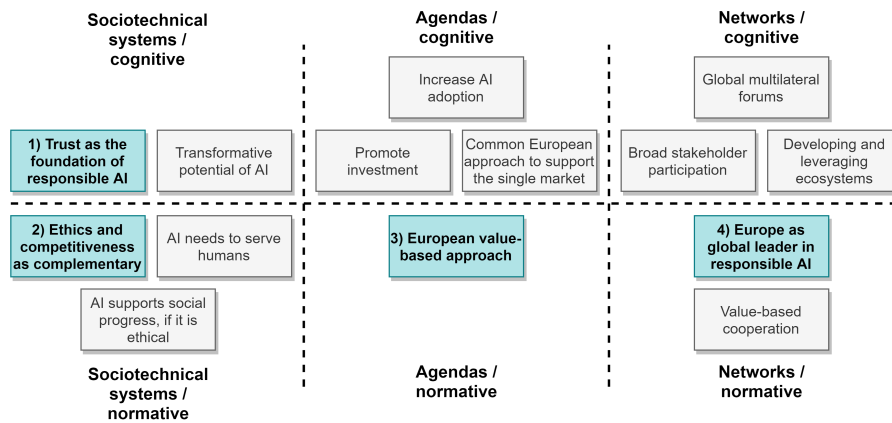 Sociotechnical
systems /
cognitive
Agendas /
cognitive
Networks /
cognitive
Increase AI
adoption
Global multilateral
forums
1) Trust as the
foundation of
responsible AI
Transformative
potential of AI
Promote
investment
Common European
approach to support
the single market
Broad stakeholder
participation
Developing and
leveraging
ecosystems
2) Ethics and
competitiveness
as complementary
AI needs to serve
humans
3) European value-
based approach
4) Europe as
global leader in
responsible AI
AI supports social
progress, if it is
ethical
Value-based
cooperation
Sociotechnical
systems /
normative
Agendas /
normative
Networks /
normative